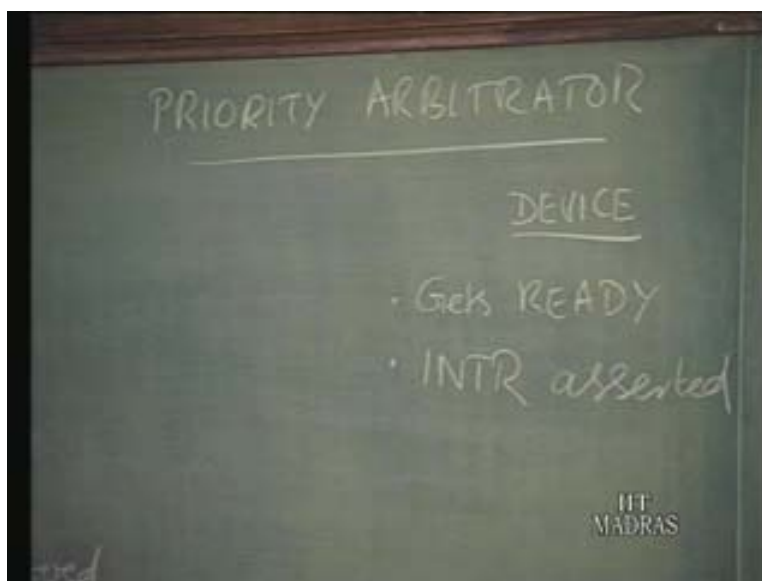 PRIORITY ARBITRATOR
DEVICE
· Gets READY
· INTR asserted
IIT
MADRAS